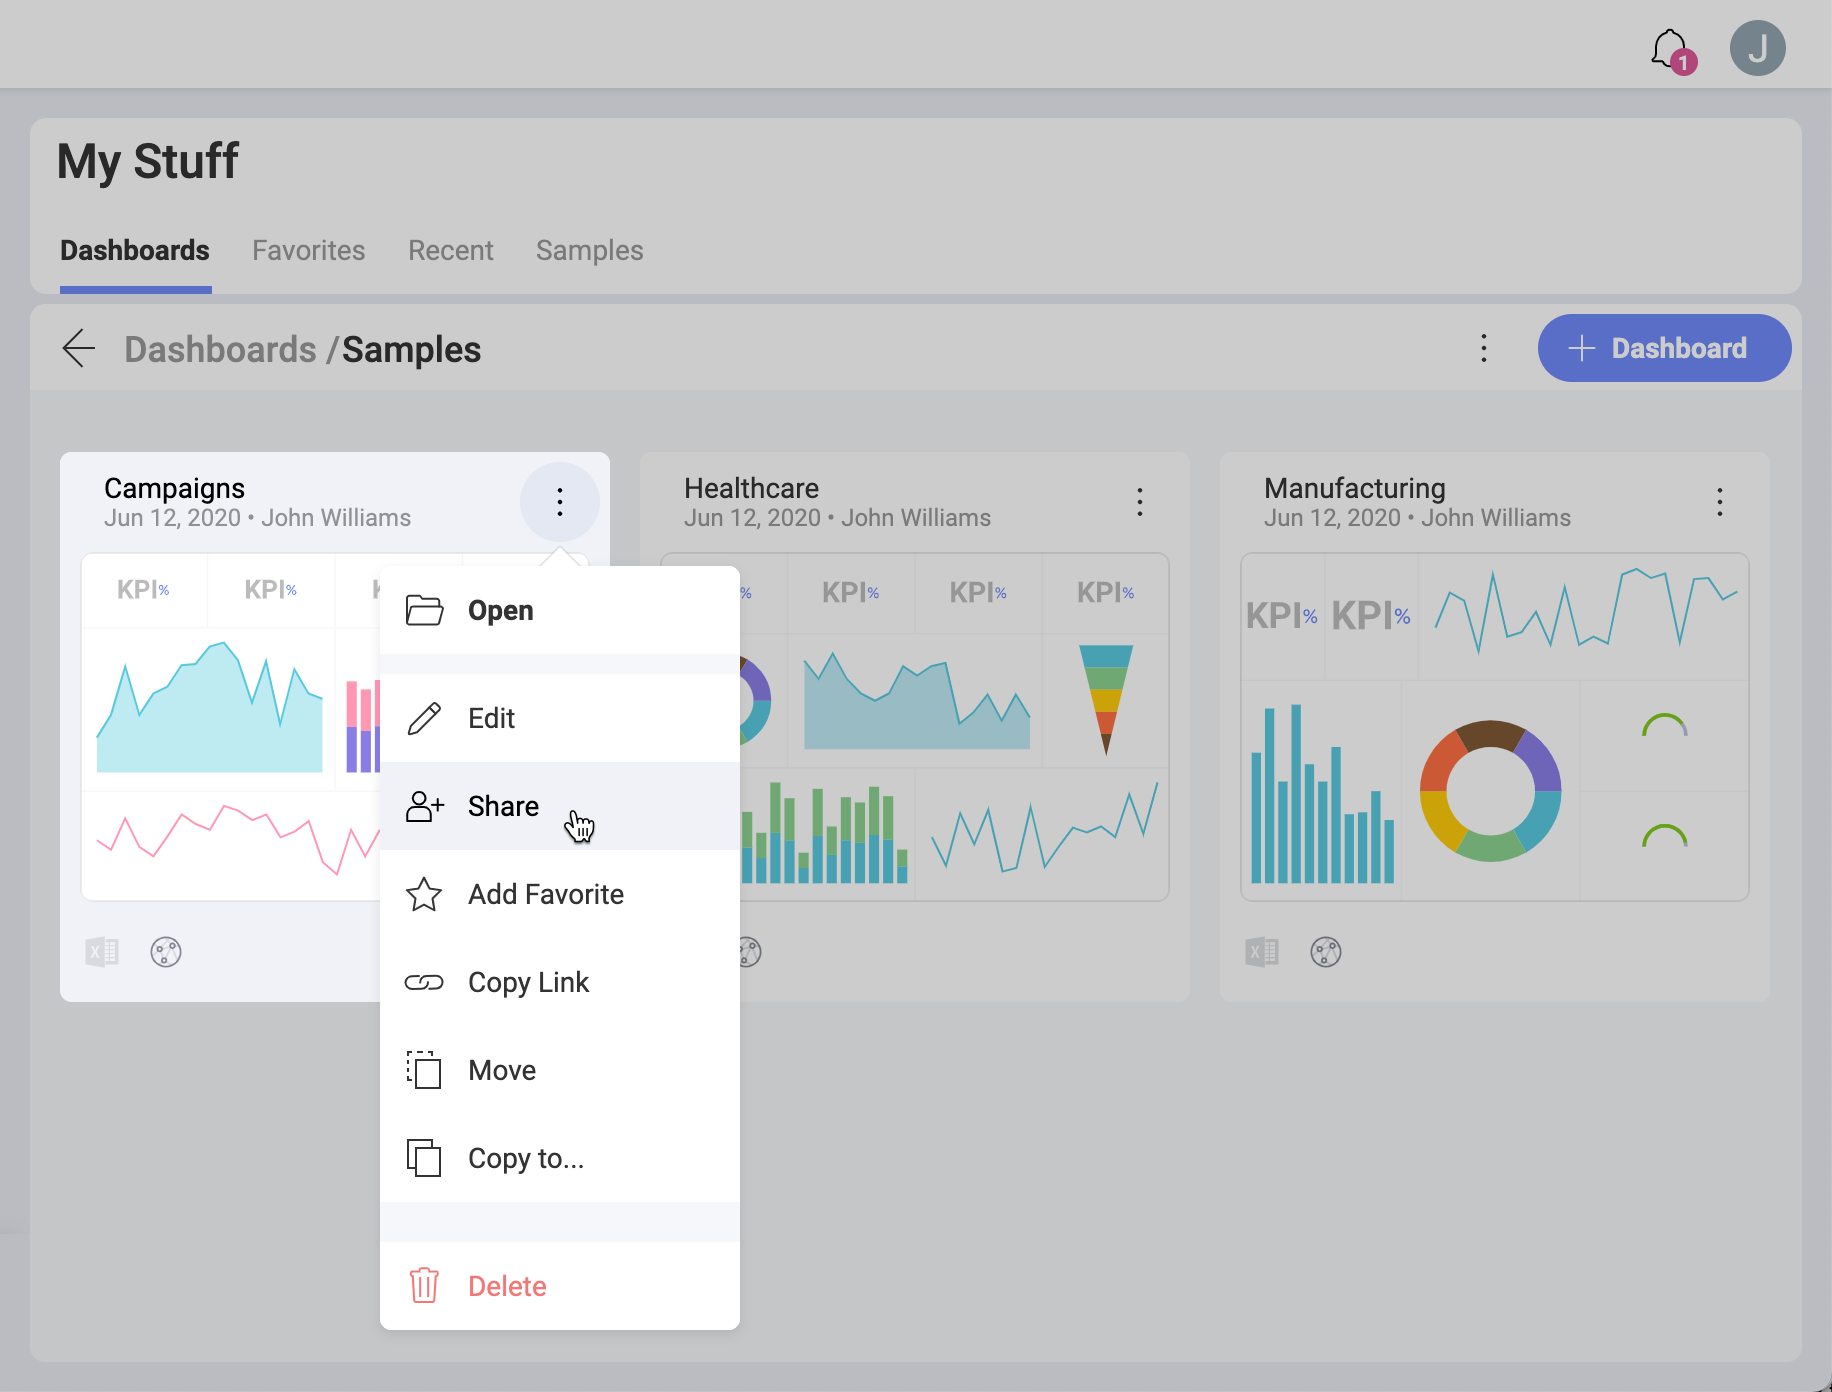 1
J
My Stuff
Dashboards Favorites Recent Samples
Dashboards /Samples
+ Dashboard
Campaigns
Jun 12, 2020 • John Williams
KPI%
KPI%
Healthcare
Jun 12, 2020 • John Williams
%
KPI%
KPI%
KPI%
Manufacturing
Jun 12, 2020 • John Williams
KPI%
KPI%
X
X
Open
Edit
Share
Add Favorite
Copy Link
Move
Copy to...
Delete